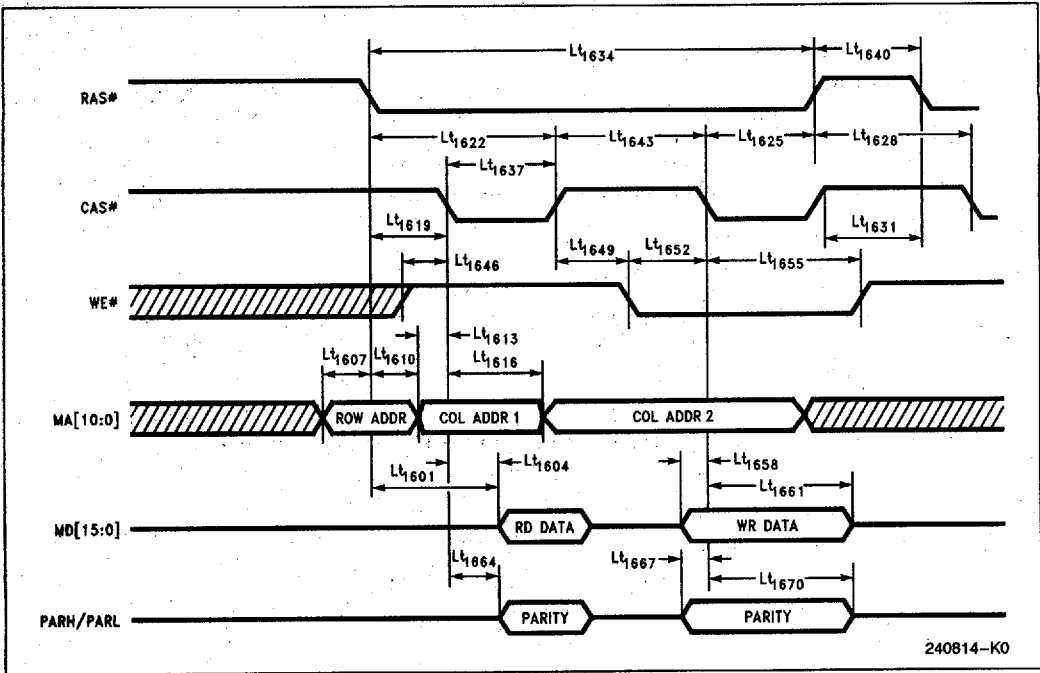 Lt1634
Lt1640
RAS#
Lt1622
Lt1643
Lt1625
Lt1628
Lt1637
CAS#
Lt1619
Lt1631
Lt1646
Lt1649
Lt1652
Lt1655
WE#
Lt1613
Lt1607
Lt1610
Lt1616
MA[10:0]
ROW ADDR
COL ADDR 1
COL ADDR 2
Lt1601
Lt1604
Lt1658
Lt1661
MD[15:0]
RD DATA
WR DATA
Lt1664
Lt1667
Lt1670
PARH/PARL
PARITY
PARITY
240814–K0